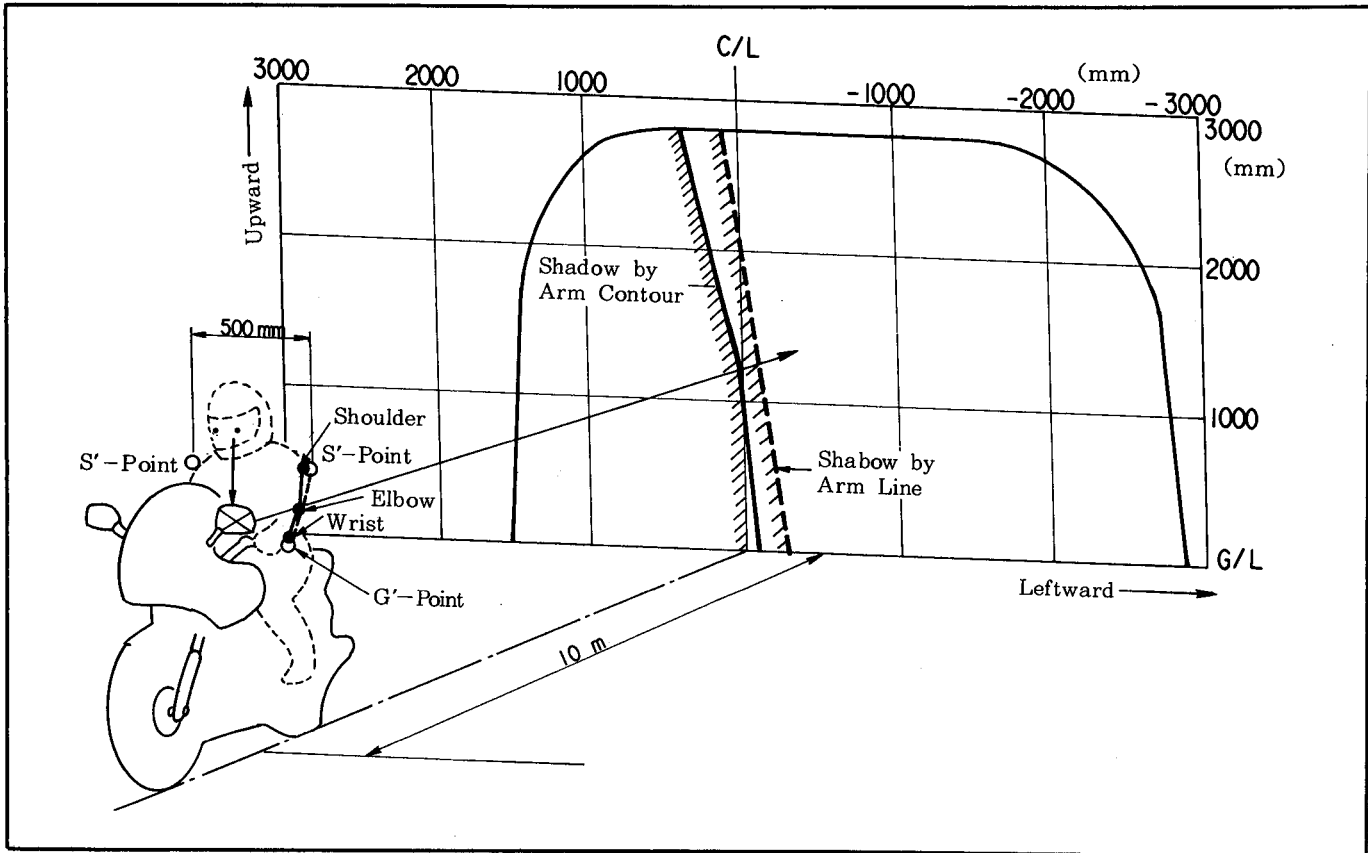 C/L
(mm)
3000 2000 1000 -1000 -2000 -3000
3000
(mm)
Upward
2000
1000
Shadow by
Arm Contour
500 mm
Shoulder
S'-Point
S'-Point
Elbow
Wrist
G'-Point
Shabow by
Arm Line
G/L
Leftward
10 m